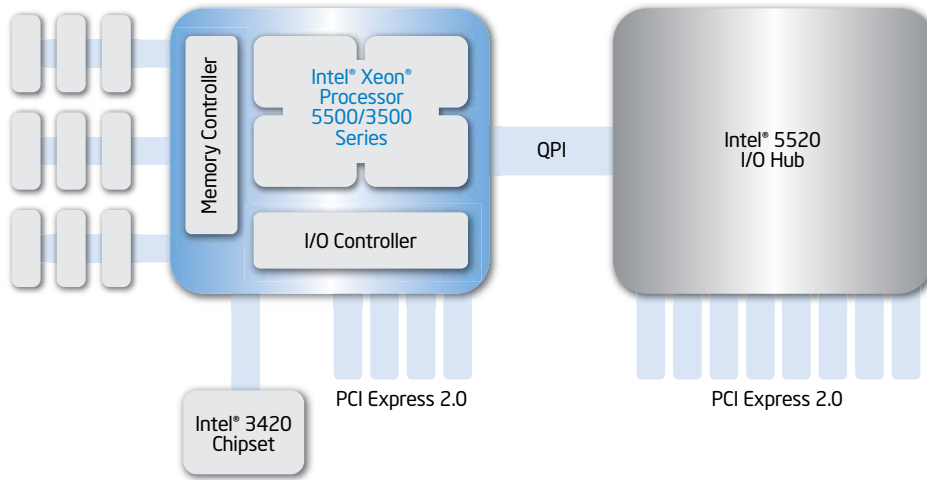 Memory Controller
Intel® Xeon®
Processor
5500/3500
Series
I/O Controller
QPI
Intel® 5520
I/O Hub
PCI Express 2.0
PCI Express 2.0
Intel® 3420
Chipset